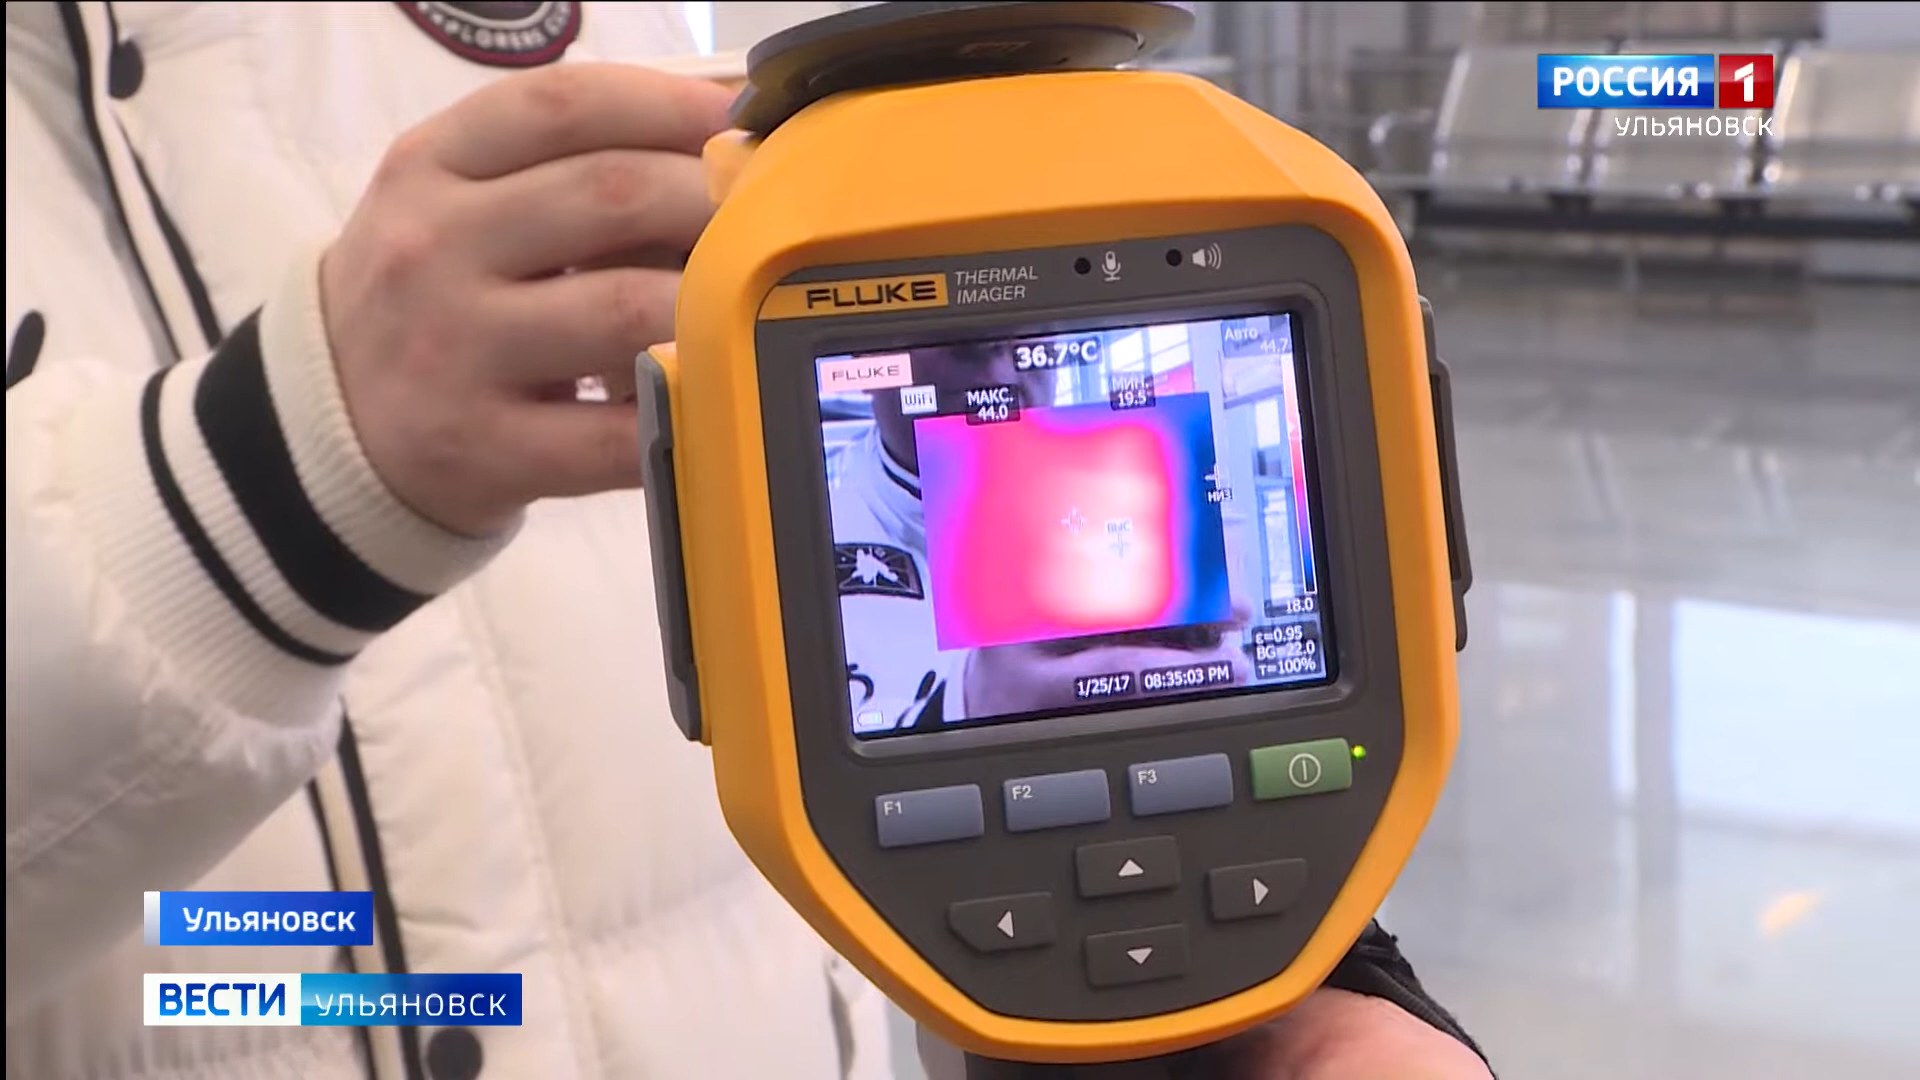 EXPLORERS
РОССИЯ 1
УЛЬЯНОВСК
FLUKE
THERMAL
IMAGER
FLUKE
WiFi
36.7°C
МАКС.
44.0
МИН.
19.5°
Авто
44.7
НИЗ
ВЫС
18.0
ε=0.95
BG=22.0
T=100%
1/25/17 08:35:03 PM
F1
F2
F3
Ульяновск
ВЕСТИ УЛЬЯНОВСК